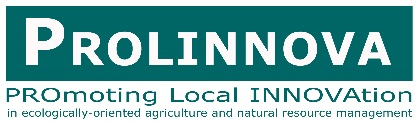 PROLINNOVA
PROmoting Local INNOVAtion
in ecologically-oriented agriculture and natural resource management